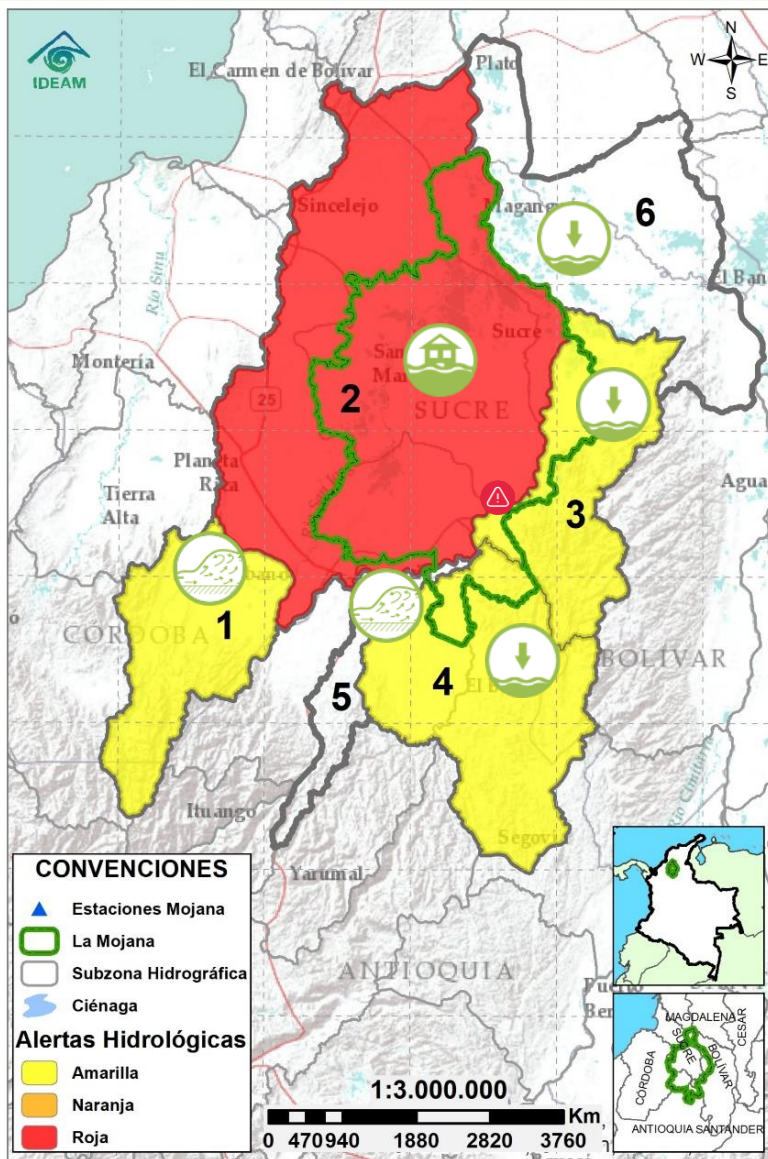 IDEAM
N
W E
S
El Carmen de Bolívar
Plato
Sincelejo
6
Río Sinú
El Ban
Montería
Sucre
San
Mar
25
2
SUCRE
Planeta
Rica
Tierra
Alta
Agua
3
CÓRDOBA
1
BOLÍVAR
4
5
Ituango
Segovia
Yarumal
ANTIOQUIA
CONVENCIONES
Estaciones Mojana
La Mojana
Subzona Hidrográfica
Ciénaga
Alertas Hidrológicas
Amarilla
Naranja
Roja
1:3.000.000
Km
0 470 940 1880 2820 3760
MAGDALENA
CESAR
SUCRE
BOLÍVAR
CÓRDOBA
ANTIOQUIA SANTANDER